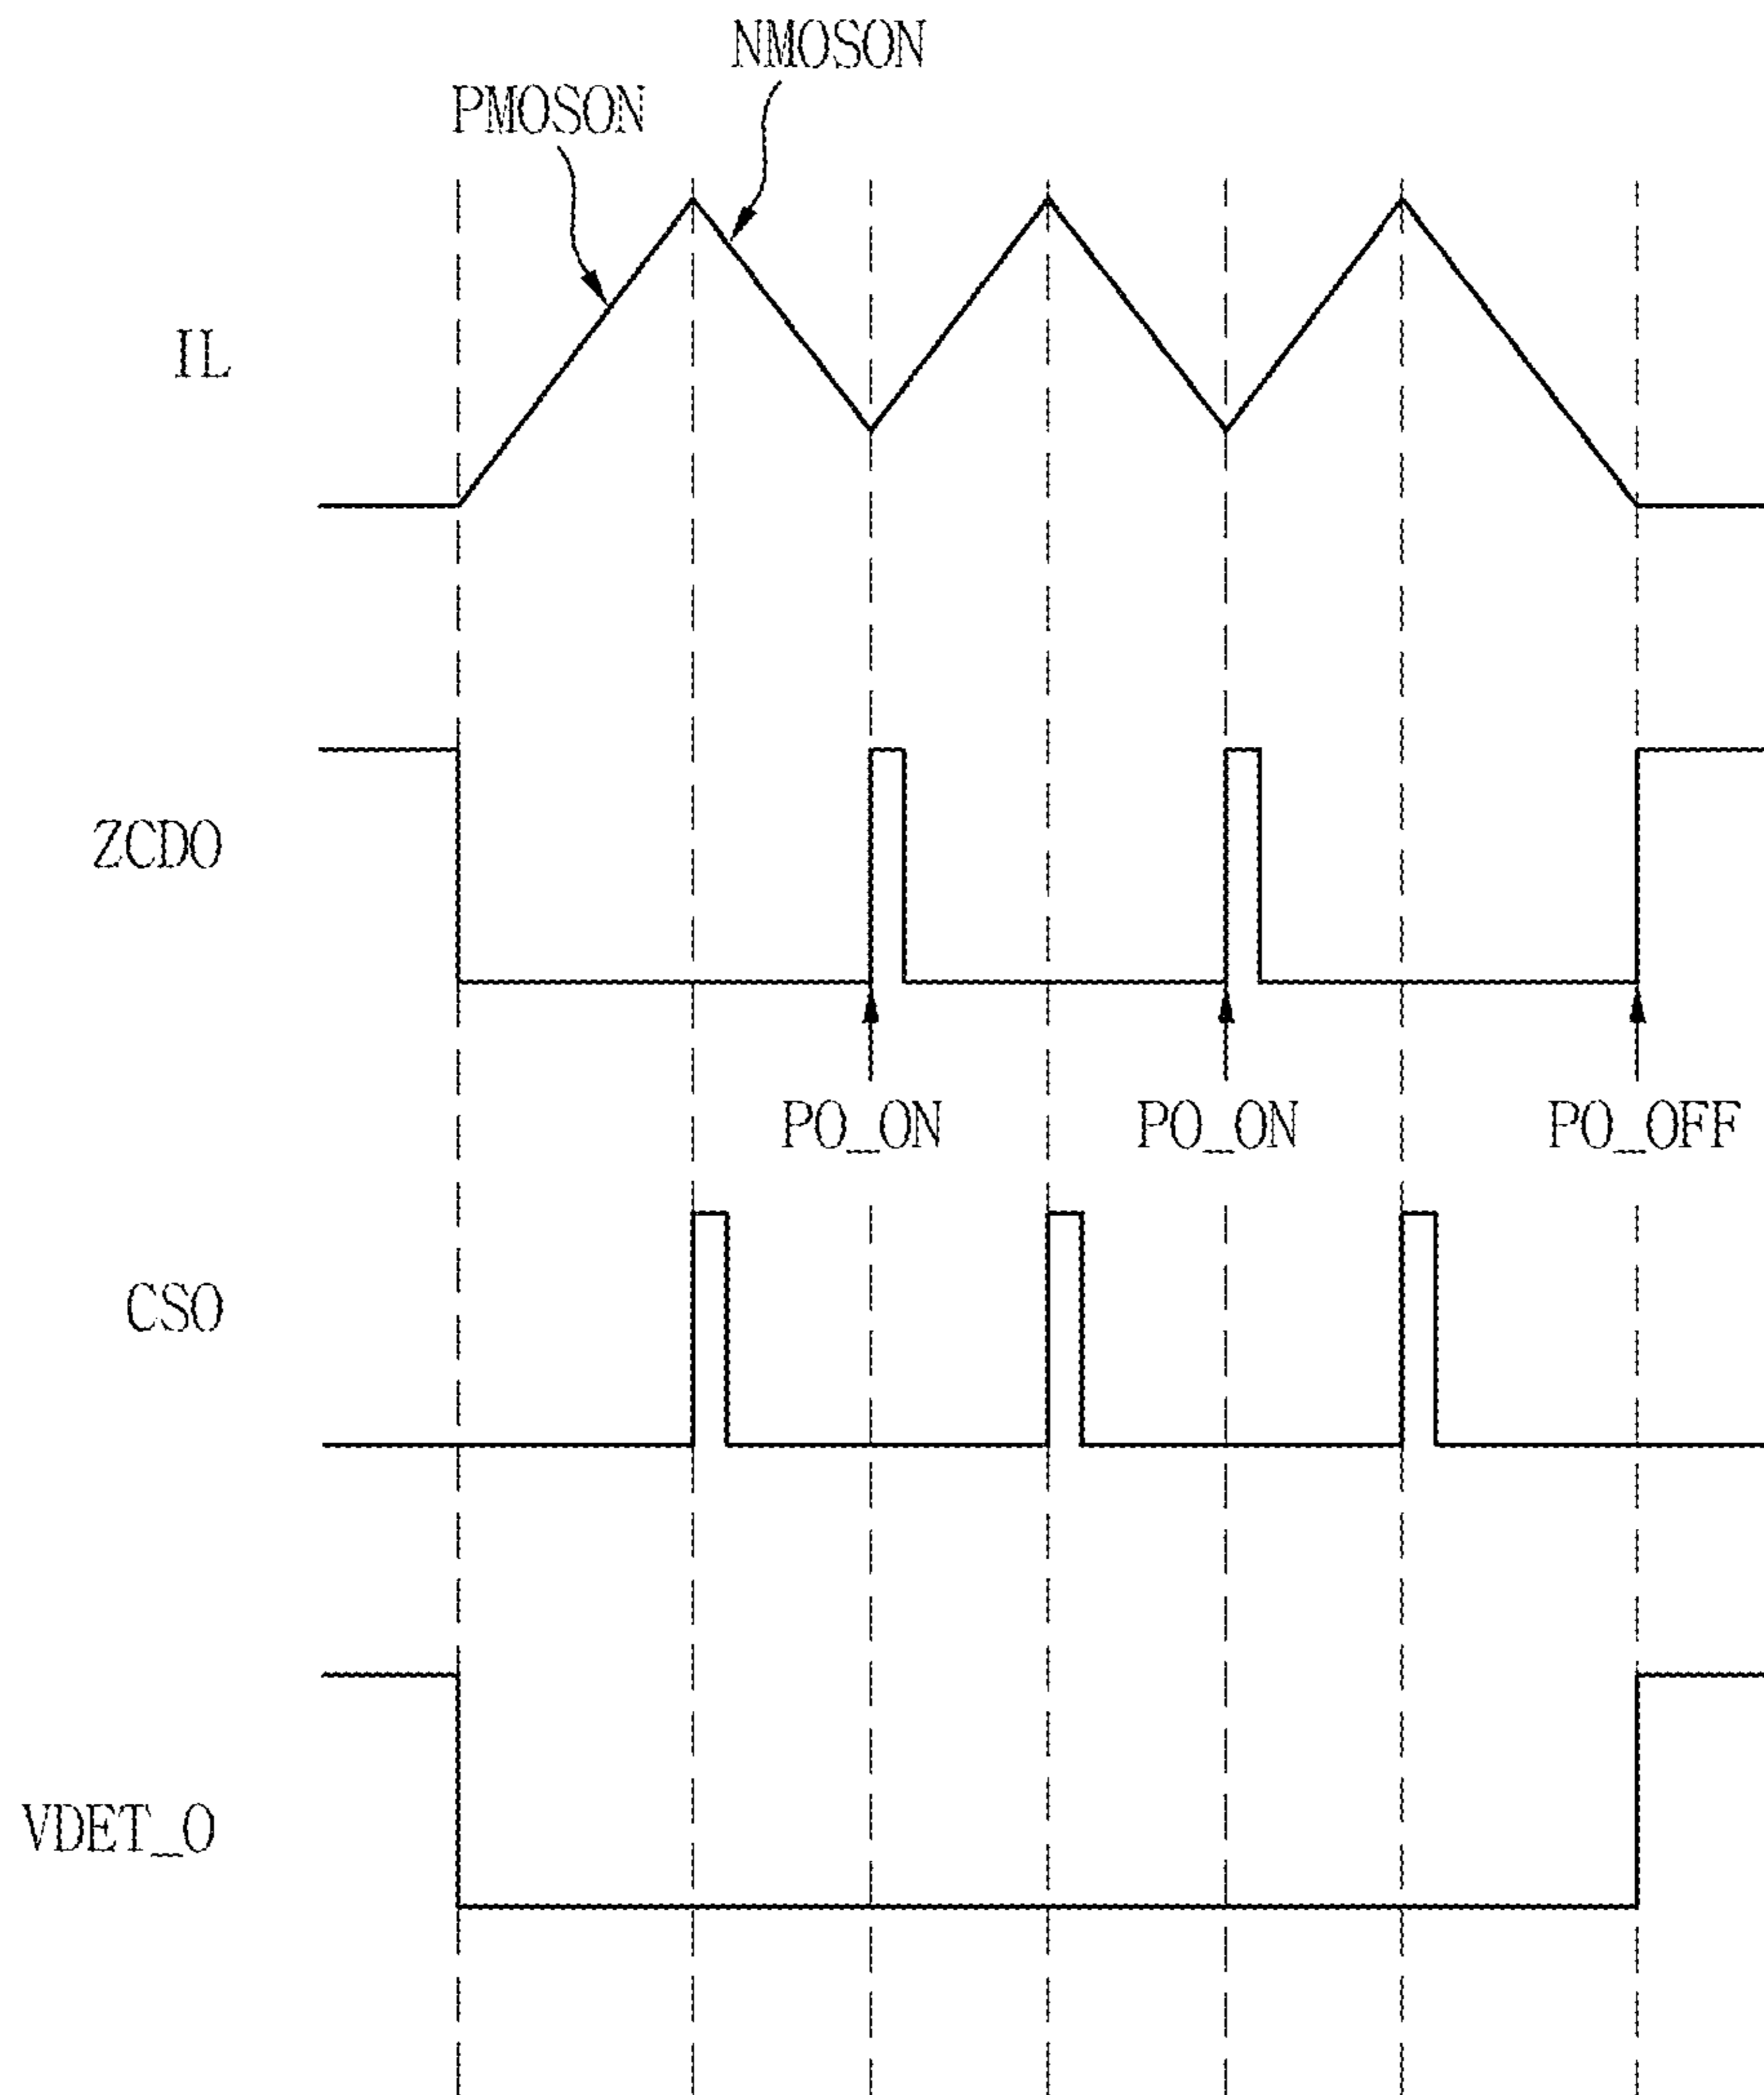 NMOSON
PMOSON
IL
ZCDO
PO_ON
PO_ON
PO_OFF
CSO
VDET_O